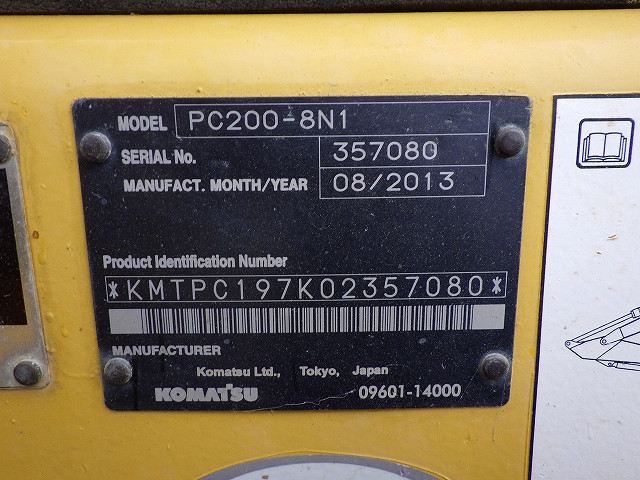 MODEL PC200-8N1
SERIAL No. 357080
MANUFACT. MONTH/YEAR 08/2013
Product Identification Number
*KMTPC197K02357080*
MANUFACTURER
Komatsu Ltd., Tokyo, Japan
KOMATSU 09601-14000